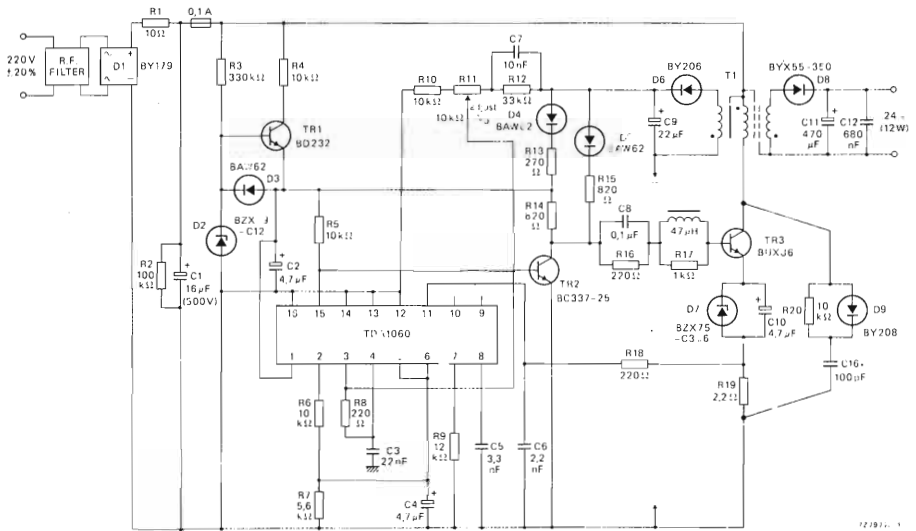 R1
10Ω
0,1A
220V
±20%
R.F.
FILTER
D1
BY179
R3
330kΩ
R4
10kΩ
TR1
BD232
BAW62
D3
D2
BZX
-C12
R2
100
kΩ
C1
16µF
(500V)
C2
4,7µF
R5
10kΩ
R10
10kΩ
R11
10kΩ
C7
10nF
R12
33kΩ
D4
R13
270
Ω
R14
820
Ω
R15
820
Ω
TR2
BC337-25
C8
0,1µF
R16
220Ω
47µH
R17
1kΩ
D6
BY206
C9
22µF
T1
BYX55-350
D8
C11
470
µF
C12
680
nF
24
(12W)
TR3
D7
BZX75
C10
4,7µF
R20
10
kΩ
D9
BY208
C16
100pF
R18
220Ω
R19
2,2Ω
16 15 14 13 12 11 10 9
1 2 3 4 6 7 8
R6
10
kΩ
R8
220
Ω
C3
22nF
R9
12
kΩ
C5
3,3
nF
C6
2,2
nF
R7
5,6
kΩ
C4
4,7µF